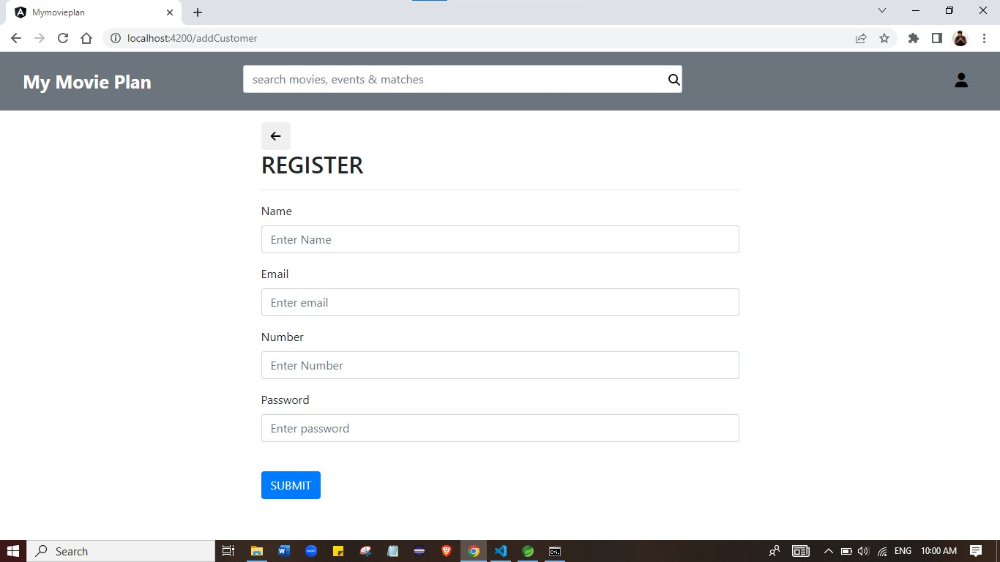 Mymovieplan
localhost:4200/addCustomer
My Movie Plan
search movies, events & matches
REGISTER
Name
Enter Name
Email
Enter email
Number
Enter Number
Password
Enter password
SUBMIT
Search
ENG
10:00 AM